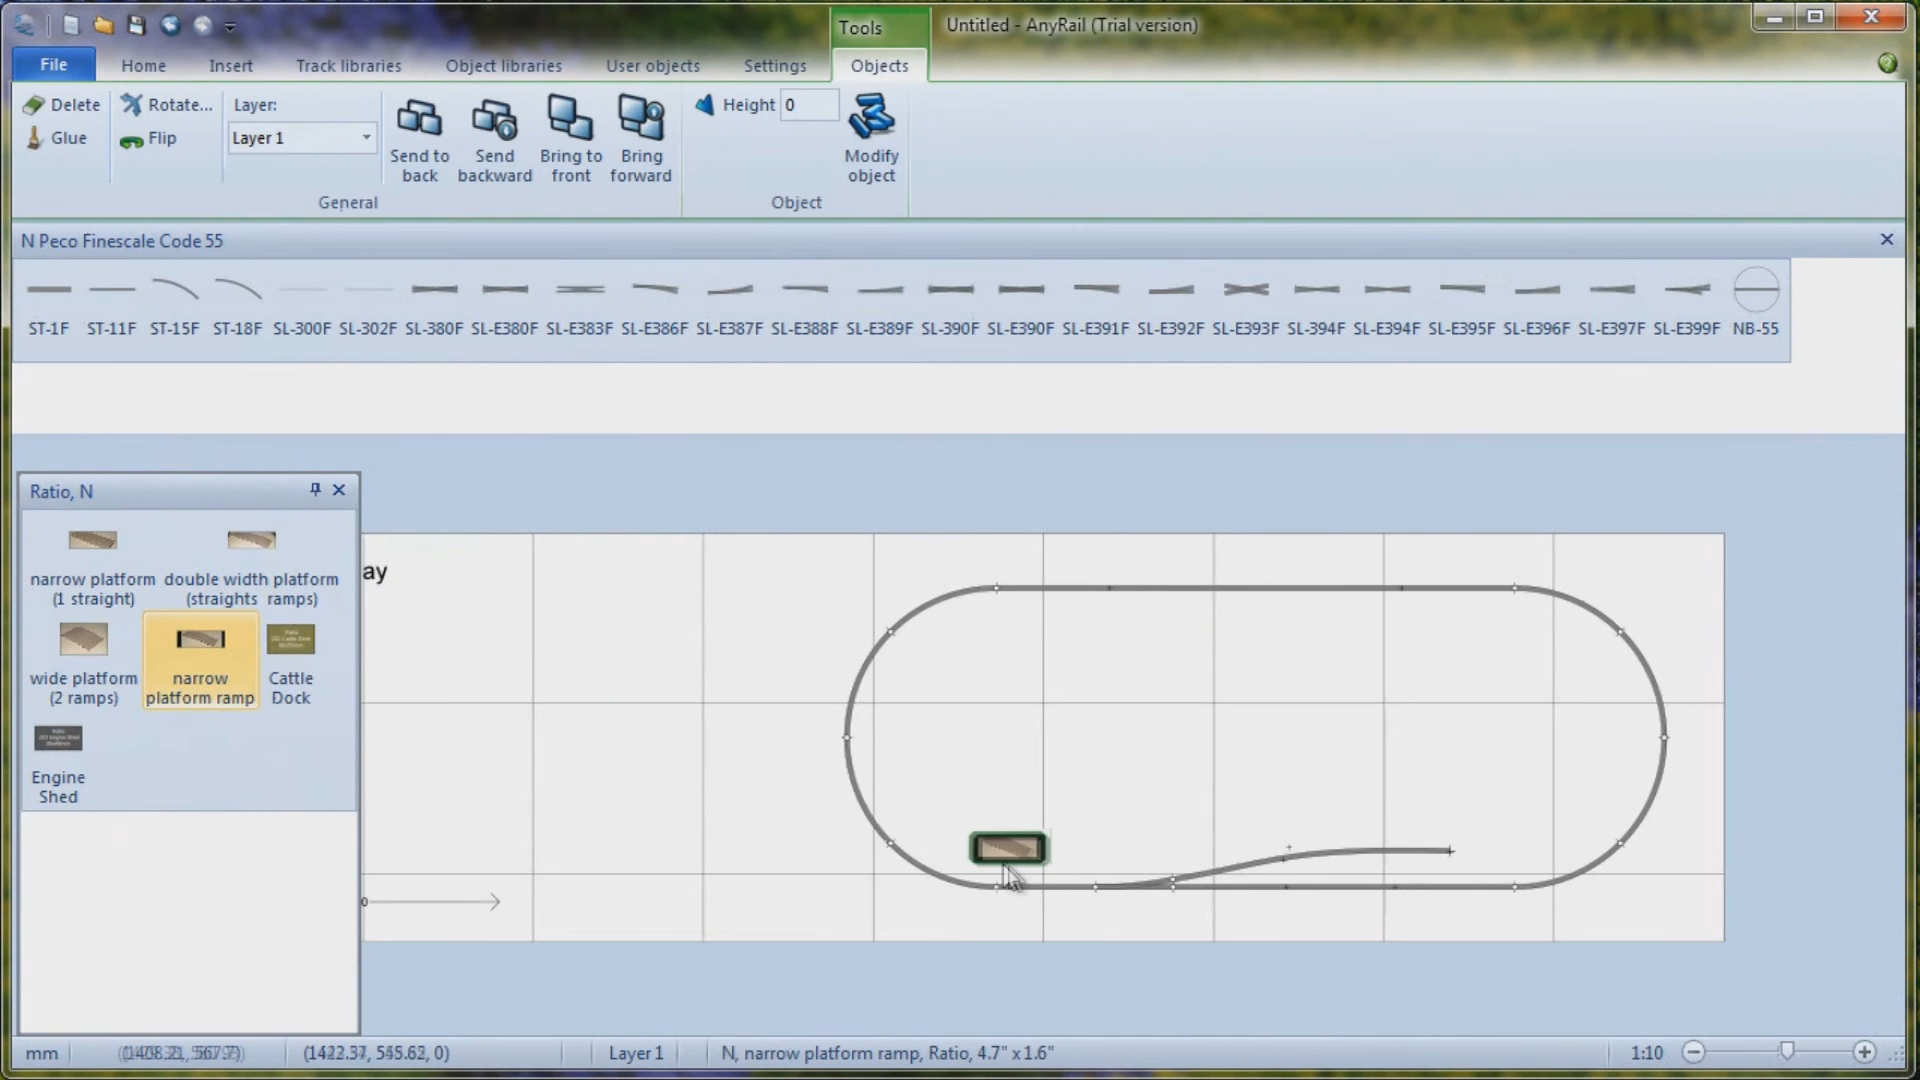 Tools
Untitled - AnyRail (Trial version)
File
Home
Insert
Track libraries
Object libraries
User objects
Settings
Objects
Delete
Rotate...
Layer:
Glue
Flip
Layer 1
Send to
back
Send
backward
Bring to
front
Bring
forward
Height
0
Modify
object
General
Object
N Peco Finescale Code 55
ST-1F
ST-11F
ST-15F
ST-18F
SL-300F
SL-302F
SL-380F
SL-E380F
SL-E383F
SL-E386F
SL-E387F
SL-E388F
SL-E389F
SL-390F
SL-E390F
SL-E391F
SL-E392F
SL-E393F
SL-394F
SL-E394F
SL-E395F
SL-E396F
SL-E397F
SL-E399F
NB-55
Ratio, N
narrow platform
(1 straight)
double width platform
(straights ramps)
wide platform
(2 ramps)
narrow
platform ramp
Cattle
Dock
Engine
Shed
ay
0
mm
Layer 1
N, narrow platform ramp, Ratio, 4.7" x 1.6"
1:10